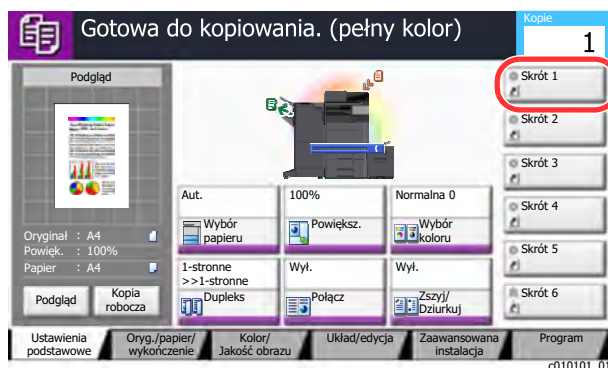 Gotowa do kopiowania. (pełny kolor)
Kopie
1
Podgląd
Oryginał : A4
Powięk. : 100%
Papier : A4
Podgląd
Kopia
robocza
Aut.
Wybór
papieru
100%
Powiększ.
Normalna 0
Wybór
koloru
1-stronne
>>1-stronne
Dupleks
Wył.
Połącz
Wył.
Zszyj/
Dziurkuj
Skrót 1
Skrót 2
Skrót 3
Skrót 4
Skrót 5
Skrót 6
Ustawienia
podstawowe
Oryg./papier/
wykończenie
Kolor/
Jakość obrazu
Układ/edycja
Zaawansowana
instalacja
Program
c010101_01